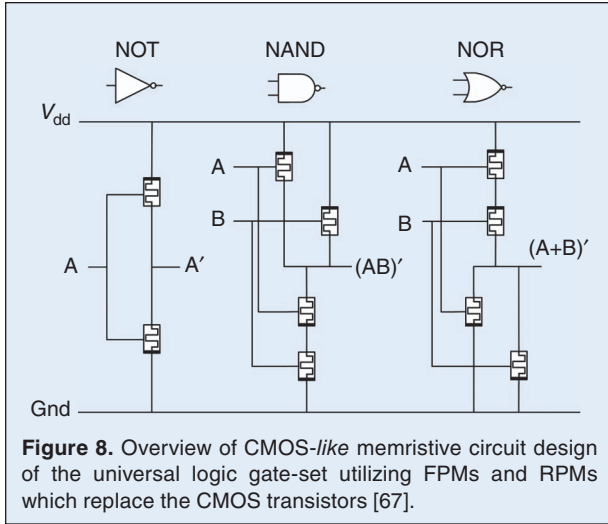 NOT NAND NOR
Vdd
A
B
A
B
A A′ (AB)′ (A+B)′
Gnd
Figure 8. Overview of CMOS-like memristive circuit design
of the universal logic gate-set utilizing FPMs and RPMs
which replace the CMOS transistors [67].